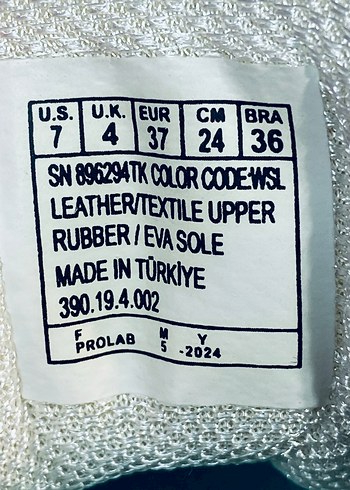 U.S. U.K. EUR CM BRA
7 4 37 24 36
SN 896294TK COLOR CODE:WSL
LEATHER/TEXTILE UPPER
RUBBER / EVA SOLE
MADE IN TÜRKİYE
390.19.4.002
F M Y
PROLAB 5 -2024